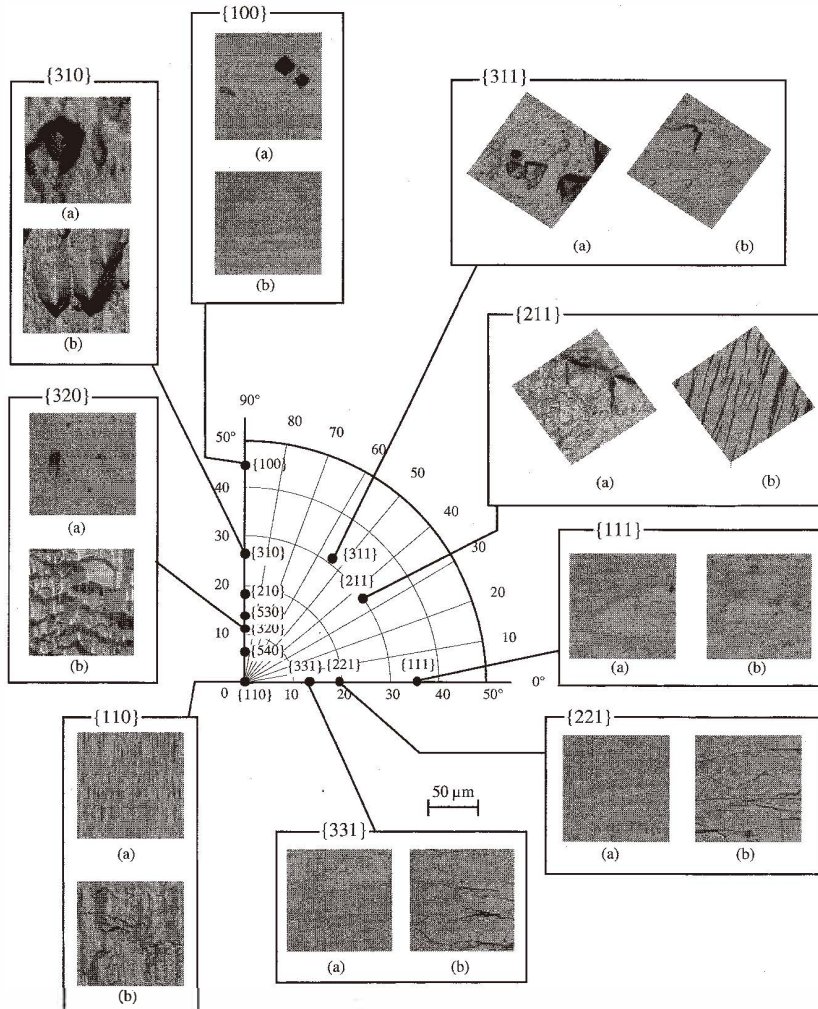 {100}
(a)
(b)
{310}
(a)
(b)
{311}
(a)
(b)
{211}
(a)
(b)
{320}
(a)
(b)
{111}
(a)
(b)
{110}
(a)
(b)
{331}
(a)
(b)
{221}
(a)
(b)
50 µm
90°
80
70
60
50
40
30
20
10
0°
50°
40
30
20
10
0
10
20
30
40
50°
{100}
{310}
{210}
{530}
{320}
{540}
{110}
{311}
{211}
{331}
{221}
{111}